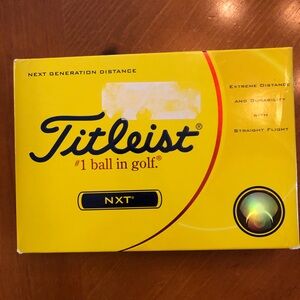 NEXT GENERATION DISTANCE
EXTREME DISTANCE
AND DURABILITY
WITH
STRAIGHT FLIGHT
Titleist®
#1 ball in golf.®
NXT®